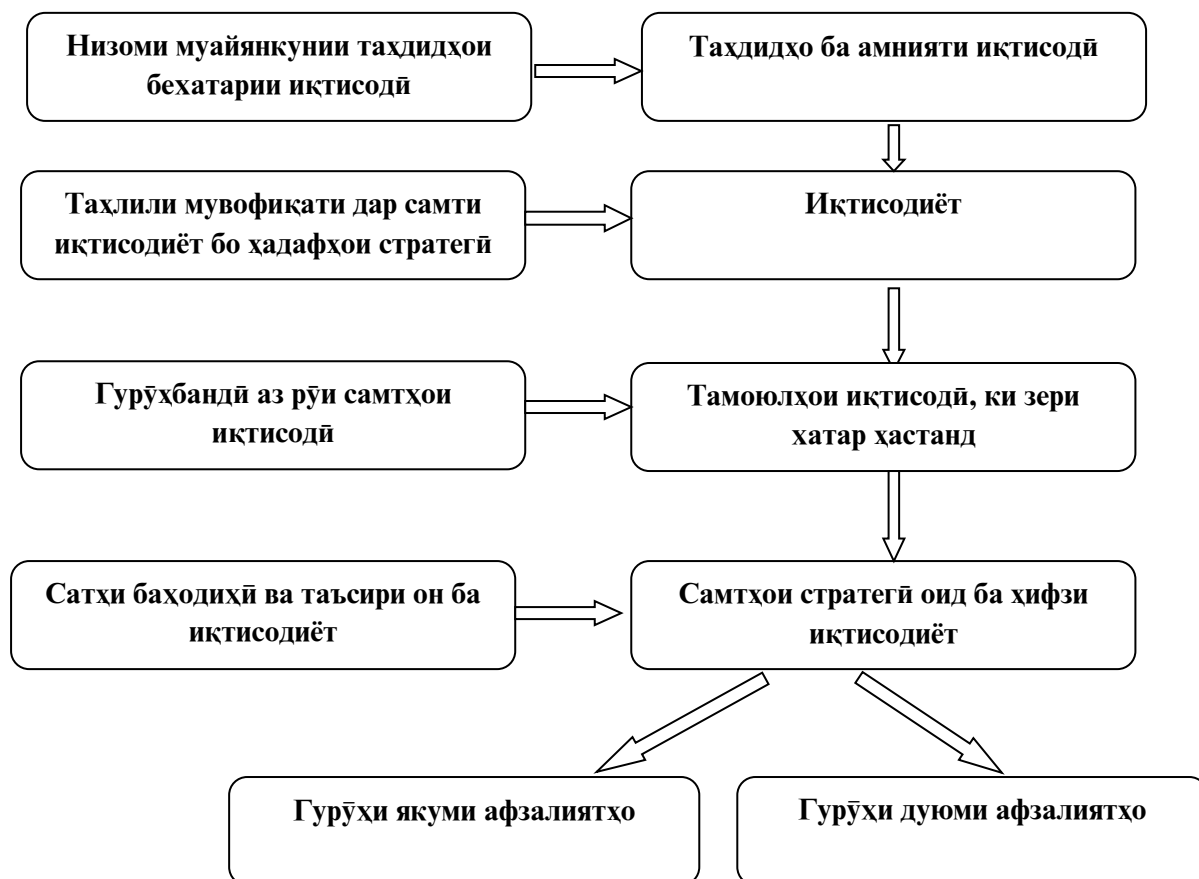 Низоми муайянкунии таҳдидҳои
бехатарии иқтисодӣ
Таҳдидҳо ба амнияти иқтисодӣ
Таҳлили мувофиқати дар самти
иқтисодиёт бо ҳадафҳои стратегӣ
Иқтисодиёт
Гурӯҳбандӣ аз рӯи самтҳои
иқтисодӣ
Тамоюлҳои иқтисодӣ, ки зери
хатар ҳастанд
Сатҳи баҳодиҳӣ ва таъсири он ба
иқтисодиёт
Самтҳои стратегӣ оид ба ҳифзи
иқтисодиёт
Гурӯҳи якуми афзалиятҳо
Гурӯҳи дуюми афзалиятҳо